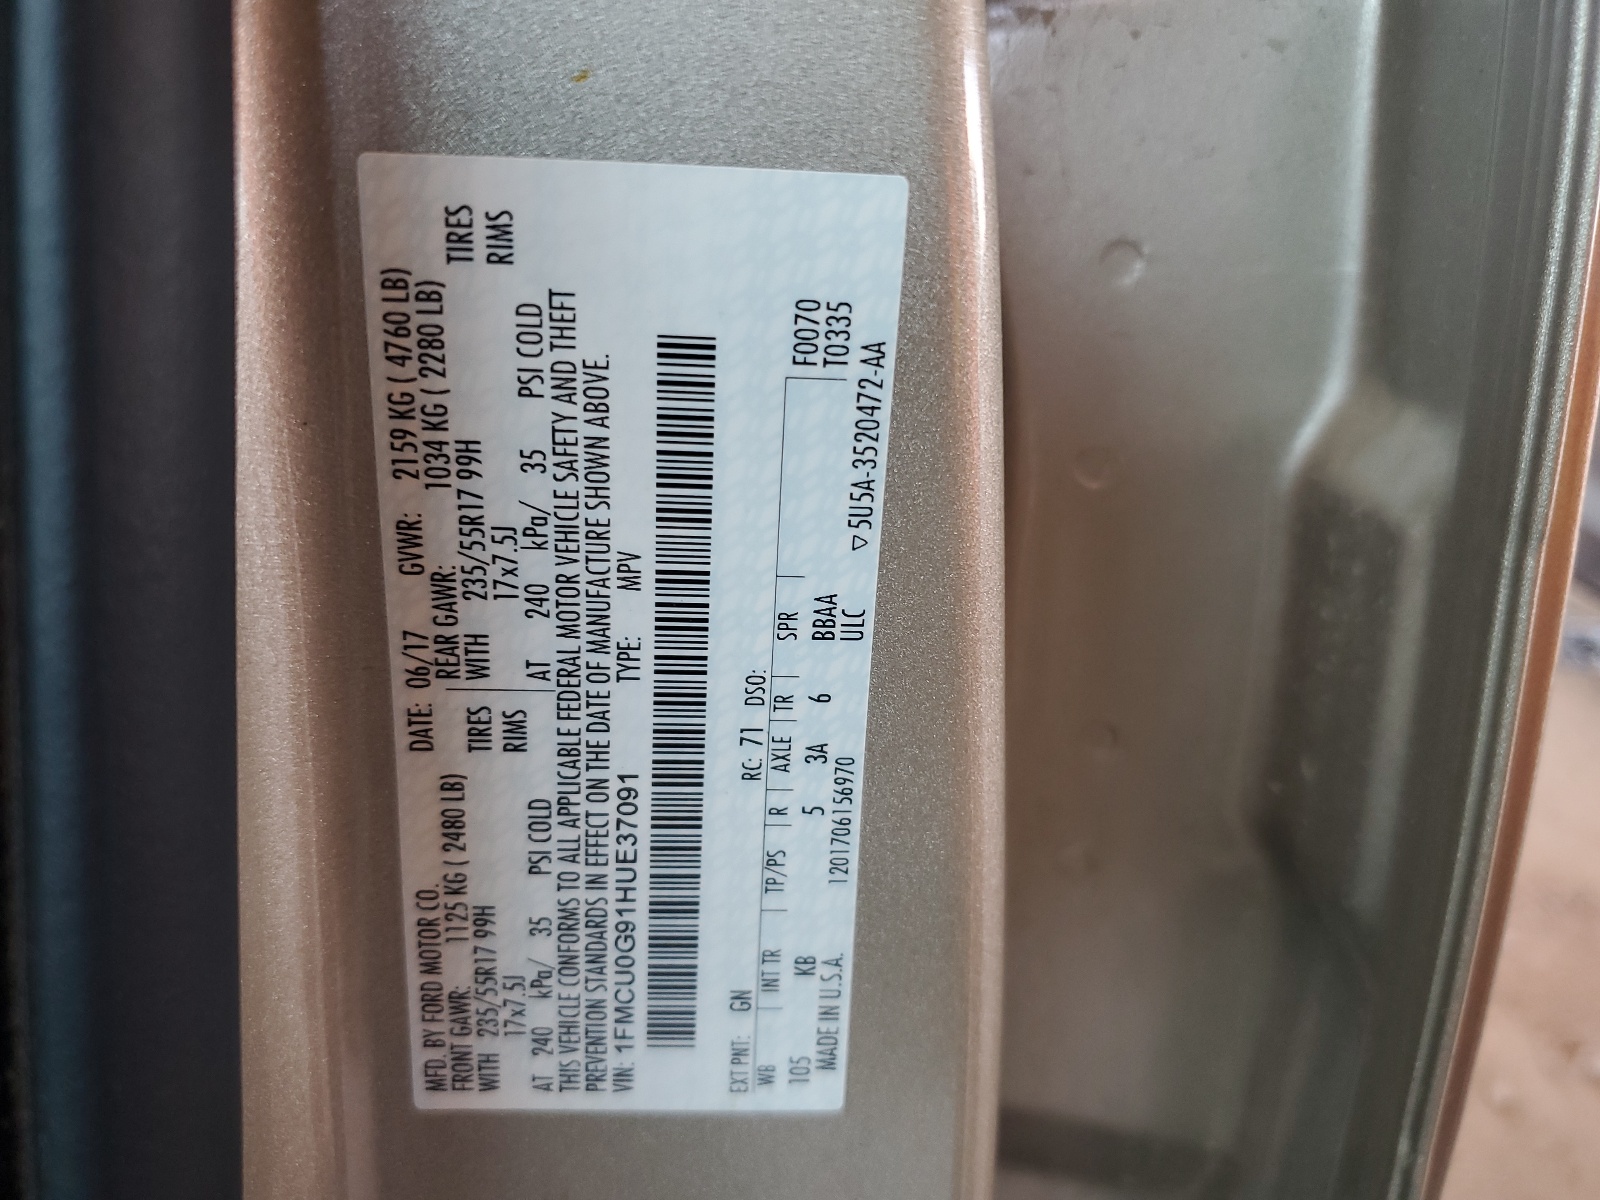 MFD. BY FORD MOTOR CO. DATE: 06/17 GVWR: 2159 KG ( 4760 LB)
FRONT GAWR: 1125 KG ( 2480 LB) REAR GAWR: 1034 KG ( 2280 LB)
WITH 235/55R17 99H TIRES WITH 235/55R17 99H TIRES
17x7.5J RIMS 17x7.5J RIMS
AT 240 kPa/ 35 PSI COLD AT 240 kPa/ 35 PSI COLD
THIS VEHICLE CONFORMS TO ALL APPLICABLE FEDERAL MOTOR VEHICLE SAFETY AND THEFT
PREVENTION STANDARDS IN EFFECT ON THE DATE OF MANUFACTURE SHOWN ABOVE.
VIN: 1FMCU0G91HUE37091 TYPE: MPV
EXT PNT: GN RC: 71 DSO:
WB INT TR TP/PS R AXLE TR SPR
F0070
105 KB 5 3A 6 BBAA T0335
MADE IN U.S.A. 1201706156970 ULC
▽5U5A-3520472-AA